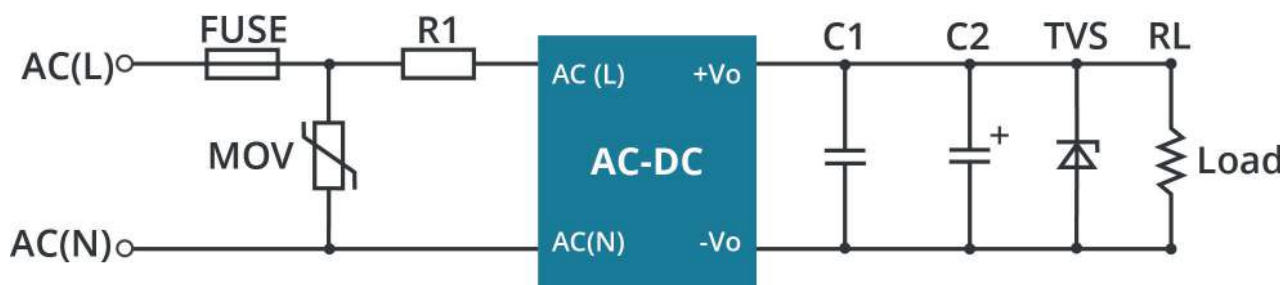 FUSE R1 C1 C2 TVS RL
AC(L) AC (L) +Vo
MOV AC-DC + Load
AC(N) AC(N) -Vo